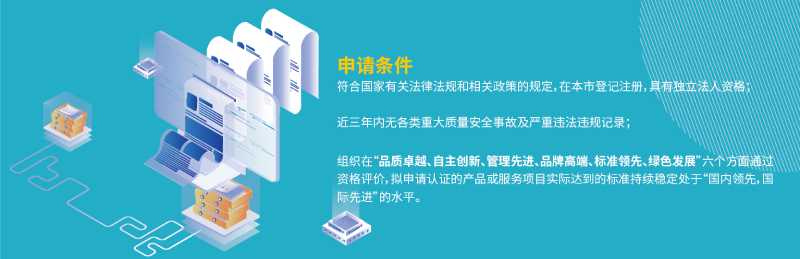 申请条件
符合国家有关法律法规和相关政策的规定，在本市登记注册，具有独立法人资格；
近三年内无各类重大质量安全事故及严重违法违规记录；
组织在“品质卓越、自主创新、管理先进、品牌高端、标准领先、绿色发展”六个方面通过
资格评价，拟申请认证的产品或服务项目实际达到的标准持续稳定处于“国内领先，国
际先进”的水平。